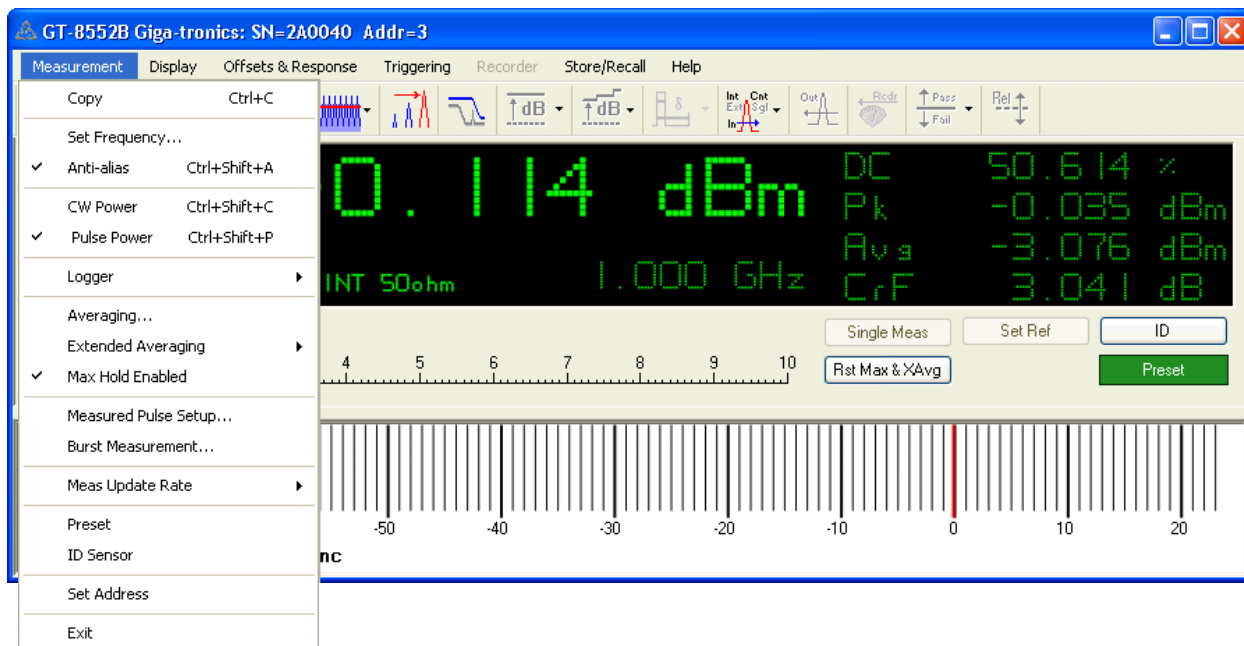 GT-8552B Giga-tronics: SN=2A0040 Addr=3
Measurement Display Offsets & Response Triggering Recorder Store/Recall Help
Copy Ctrl+C
Set Frequency...
Anti-alias Ctrl+Shift+A
CW Power Ctrl+Shift+C
Pulse Power Ctrl+Shift+P
Logger
Averaging...
Extended Averaging
Max Hold Enabled
Measured Pulse Setup...
Burst Measurement...
Meas Update Rate
Preset
ID Sensor
Set Address
Exit
dB dB δ Int Cnt Out Rcdr Pass Rel
Ext Sgl Fail
In
0.114 dBm
INT 50ohm 1.000 GHz
DC 50.614 %
Pk -0.035 dBm
Avg -3.076 dBm
CrF 3.041 dB
Single Meas Set Ref ID
Rst Max & XAvg Preset
4 5 6 7 8 9 10
-50 -40 -30 -20 -10 0 10 20
nc